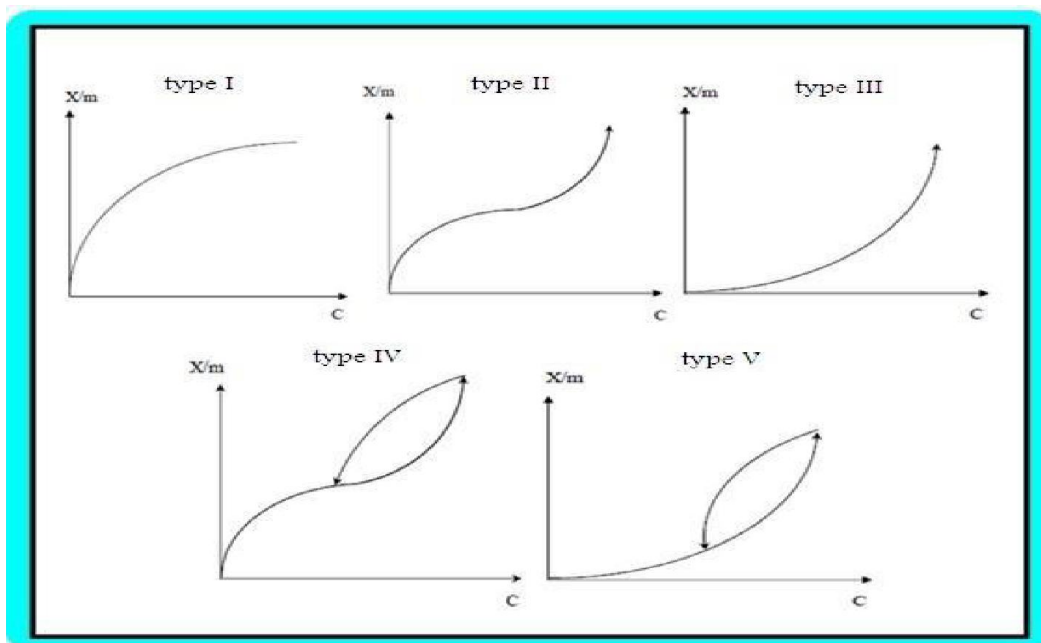 type I
X/m
C
type II
X/m
C
type III
X/m
C
type IV
X/m
C
type V
X/m
C